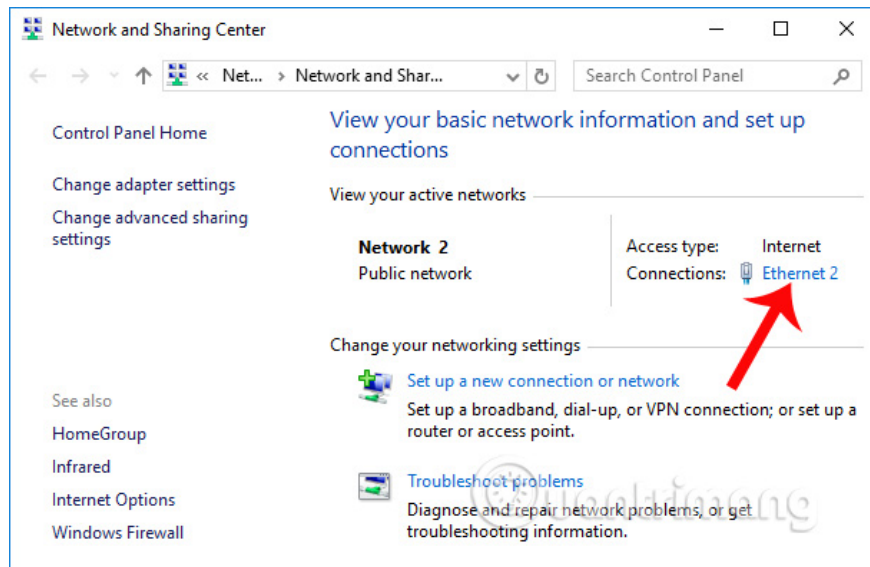 Network and Sharing Center
« Net... > Network and Shar...
Search Control Panel
Control Panel Home
Change adapter settings
Change advanced sharing
settings
See also
HomeGroup
Infrared
Internet Options
Windows Firewall
View your basic network information and set up
connections
View your active networks
Network 2
Public network
Access type: Internet
Connections: Ethernet 2
Change your networking settings
Set up a new connection or network
Set up a broadband, dial-up, or VPN connection; or set up a
router or access point.
Troubleshoot problems
Diagnose and repair network problems, or get
troubleshooting information.
Quantrimang